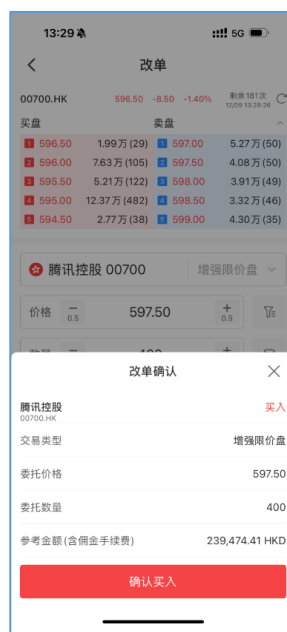 13:29 5G
改单
00700.HK 596.50 -8.50 -1.40% 剩余181次
12/09 13:29:26
买盘 卖盘
1 596.50 1.99万(29) 1 597.00 5.27万(50)
2 596.00 7.63万(105) 2 597.50 4.08万(50)
3 595.50 5.21万(122) 3 598.00 3.91万(49)
4 595.00 12.37万(482) 4 598.50 3.32万(46)
5 594.50 2.77万(38) 5 599.00 4.30万(35)
腾讯控股 00700 增强限价盘
价格 − 0.5 597.50 + 0.5
改单确认
腾讯控股 买入
00700.HK
交易类型 增强限价盘
委托价格 597.50
委托数量 400
参考金额(含佣金手续费) 239,474.41 HKD
确认买入